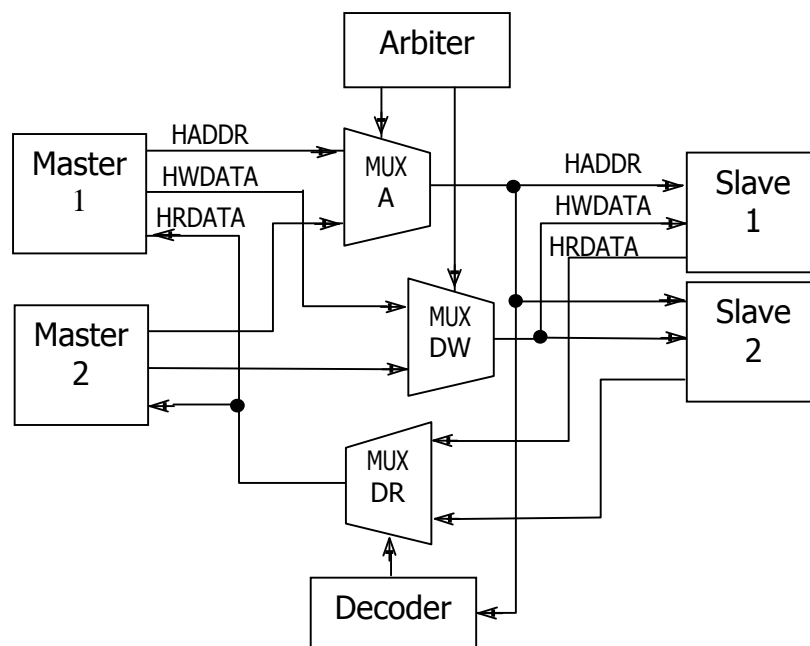 Arbiter
Master
1
HADDR
HWDATA
HRDATA
MUX
A
HADDR
HWDATA
HRDATA
Slave
1
Master
2
MUX
DW
Slave
2
MUX
DR
Decoder